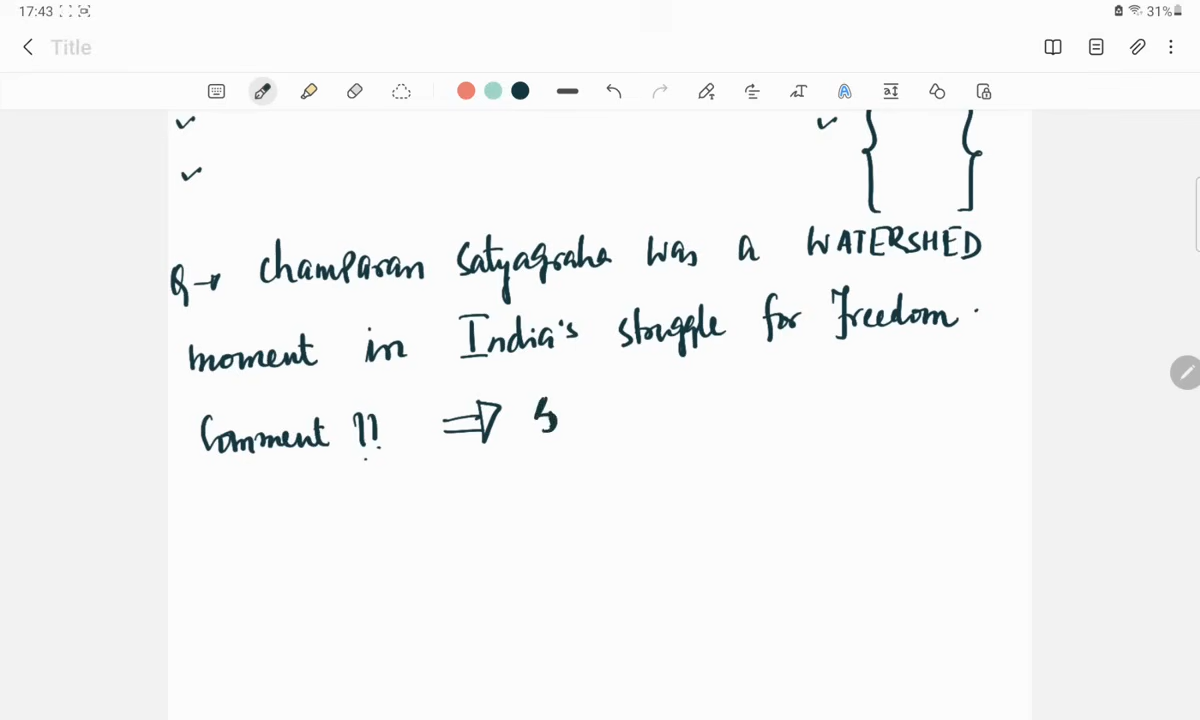 17:43 31%
Title
Q→ Champaran Satyagraha was a WATERSHED
moment in India's struggle for Freedom.
Comment !! ⇒ 5